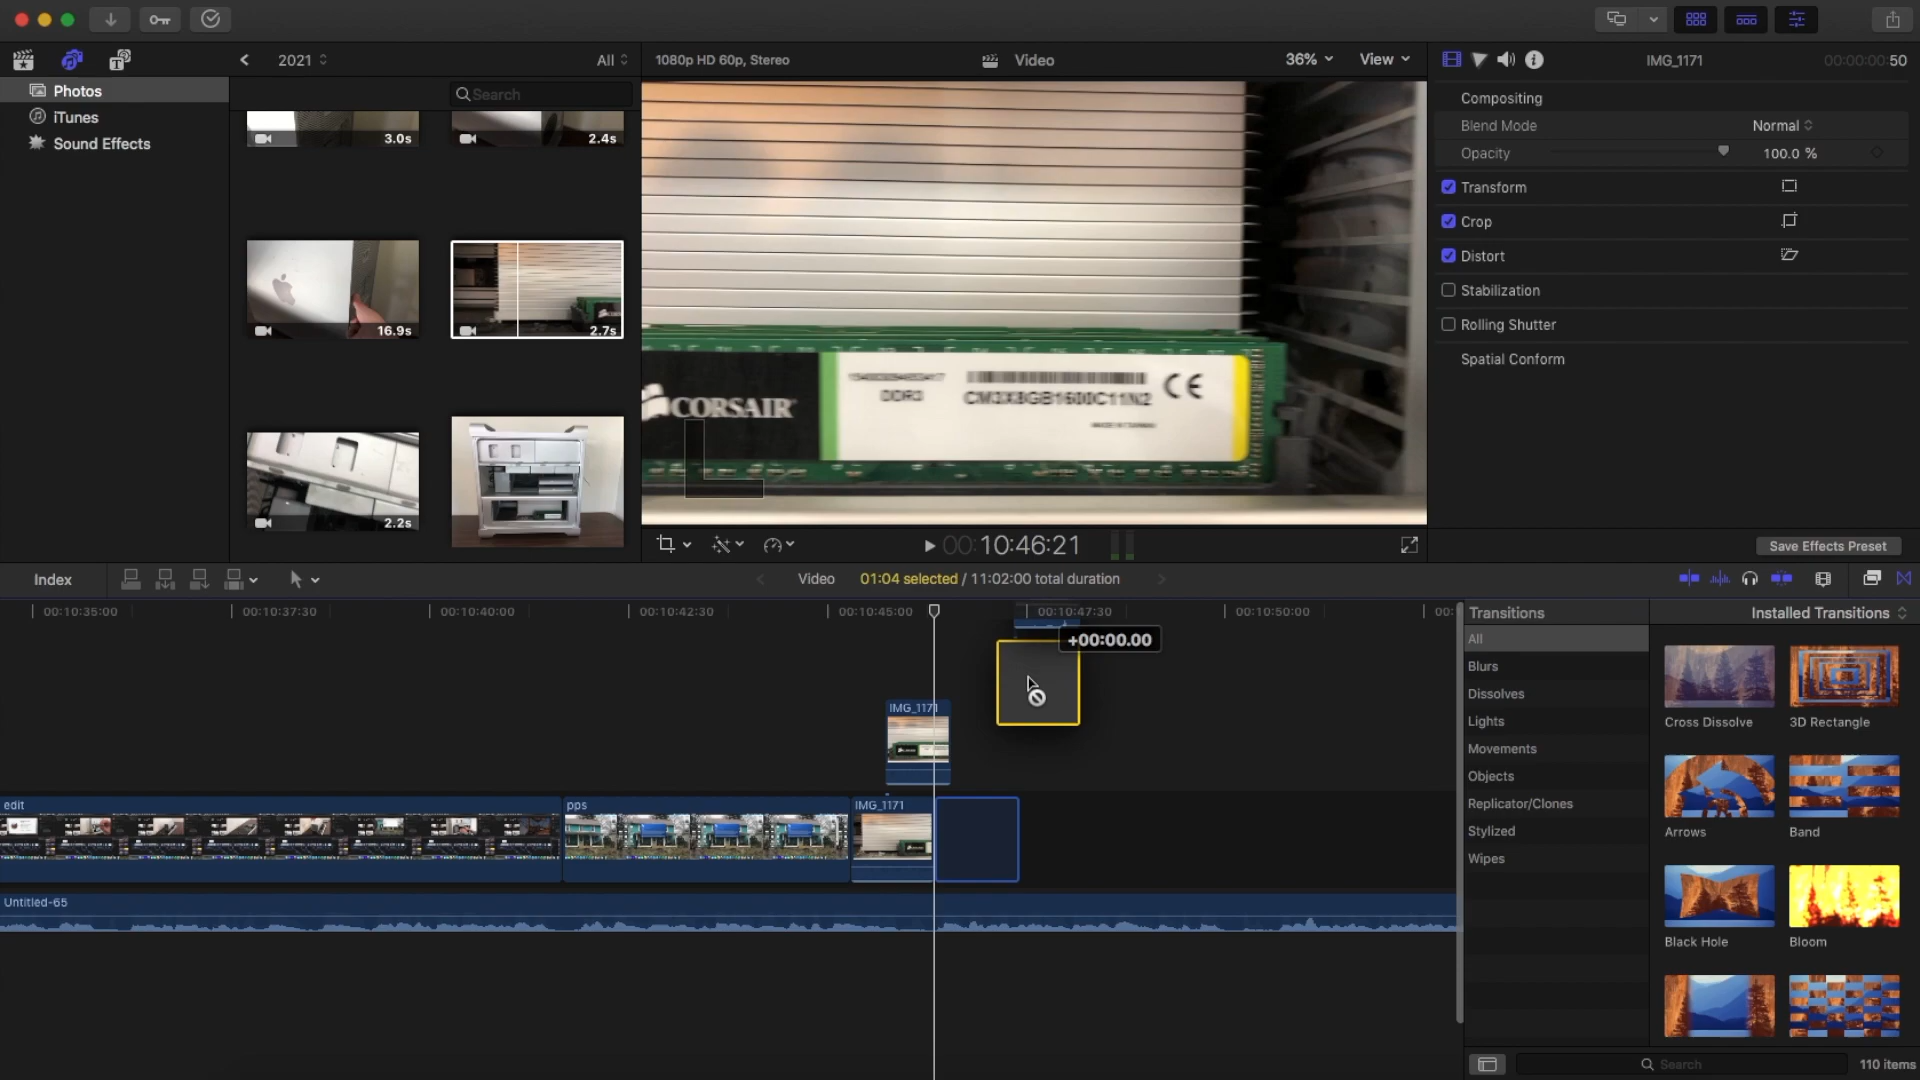 2021
All
1080p HD 60p, Stereo
Video
36%
View
IMG_1171
00:00:00:50
Photos
iTunes
Sound Effects
Search
3.0s
2.4s
16.9s
2.7s
2.2s
CORSAIR
DDR3
CM3X8GB1600C11N2
CE
MADE IN TAIWAN
Compositing
Blend Mode
Normal
Opacity
100.0 %
Transform
Crop
Distort
Stabilization
Rolling Shutter
Spatial Conform
00:10:46:21
Save Effects Preset
Index
Video
01:04 selected / 11:02:00 total duration
00:10:35:00
00:10:37:30
00:10:40:00
00:10:42:30
00:10:45:00
00:10:47:30
00:10:50:00
00:
+00:00.00
IMG_1171
edit
pps
IMG_1171
Untitled-65
Transitions
Installed Transitions
All
Blurs
Dissolves
Lights
Movements
Objects
Replicator/Clones
Stylized
Wipes
Cross Dissolve
3D Rectangle
Arrows
Band
Black Hole
Bloom
Search
110 items